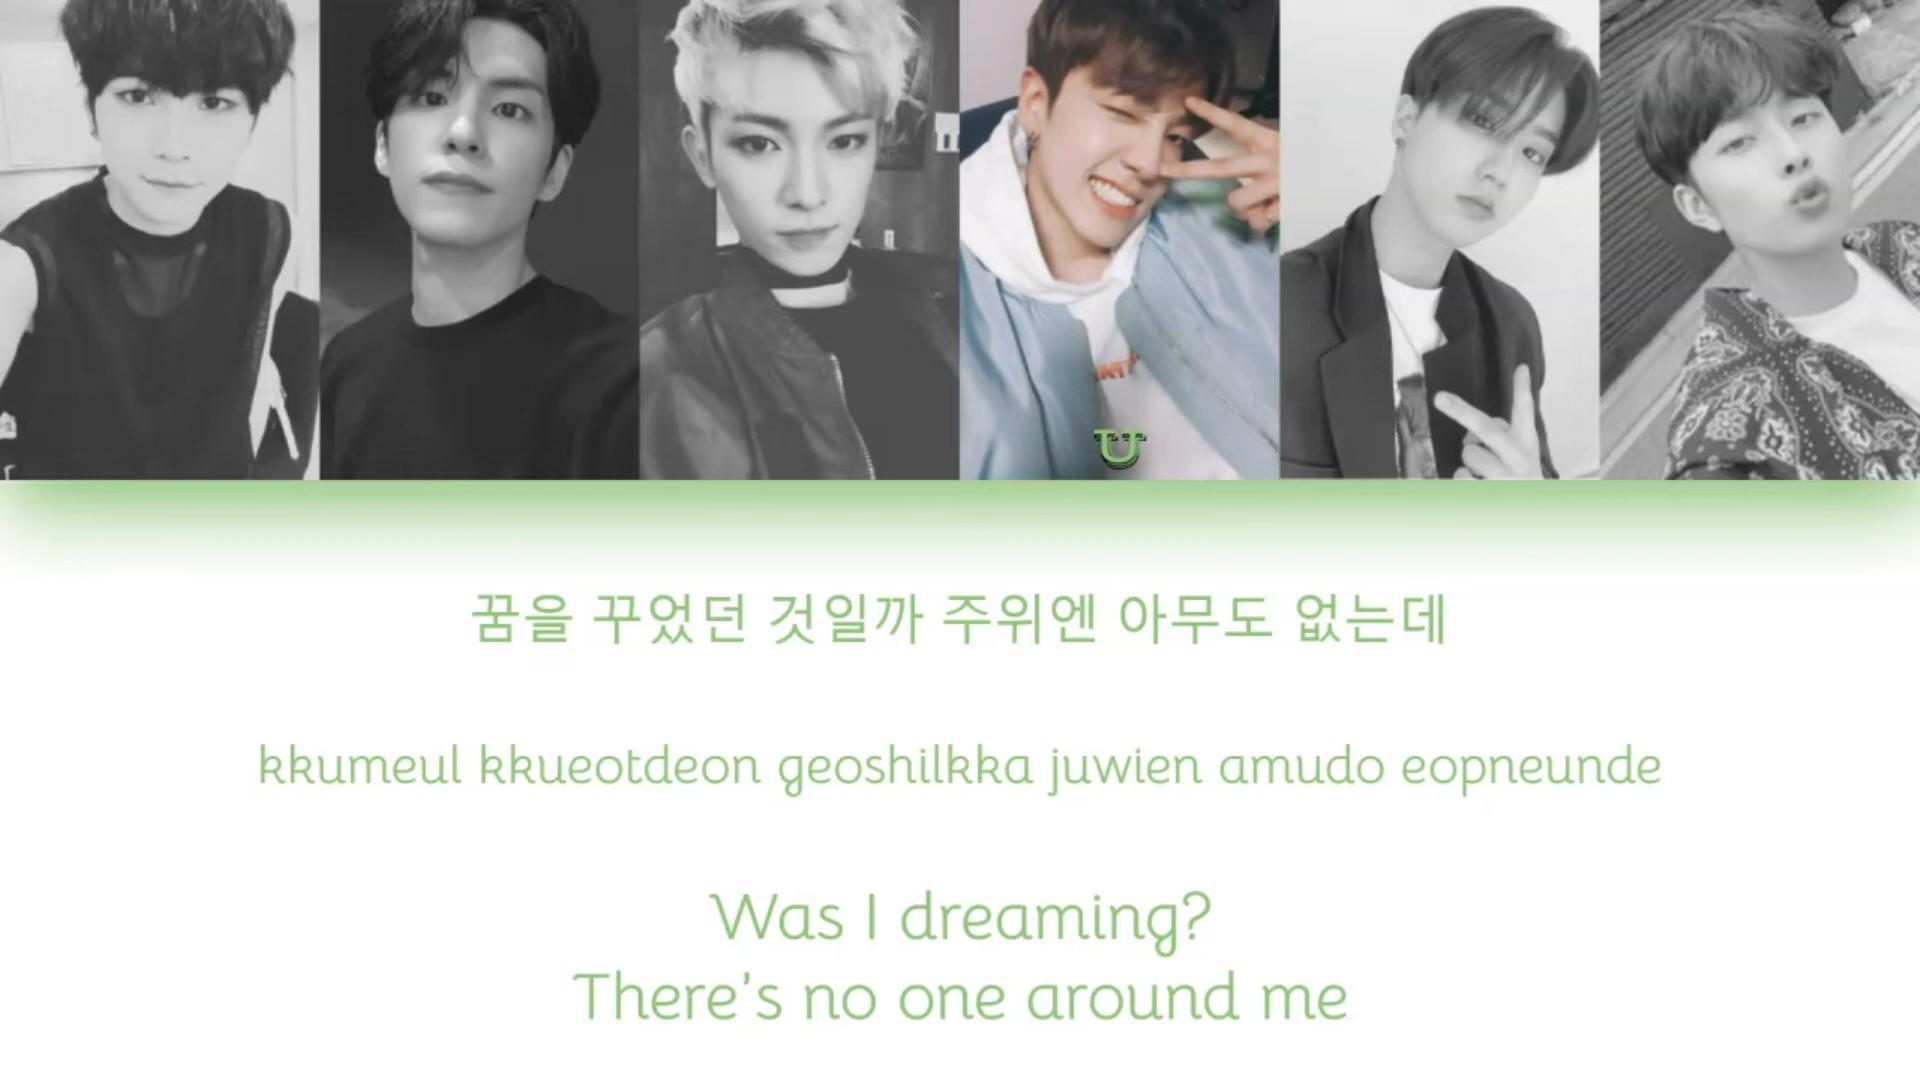 U
꿈을 꾸었던 것일까 주위엔 아무도 없는데
kkumeul kkueotdeon geoshilkka juwien amudo eopneunde
Was I dreaming?
There's no one around me